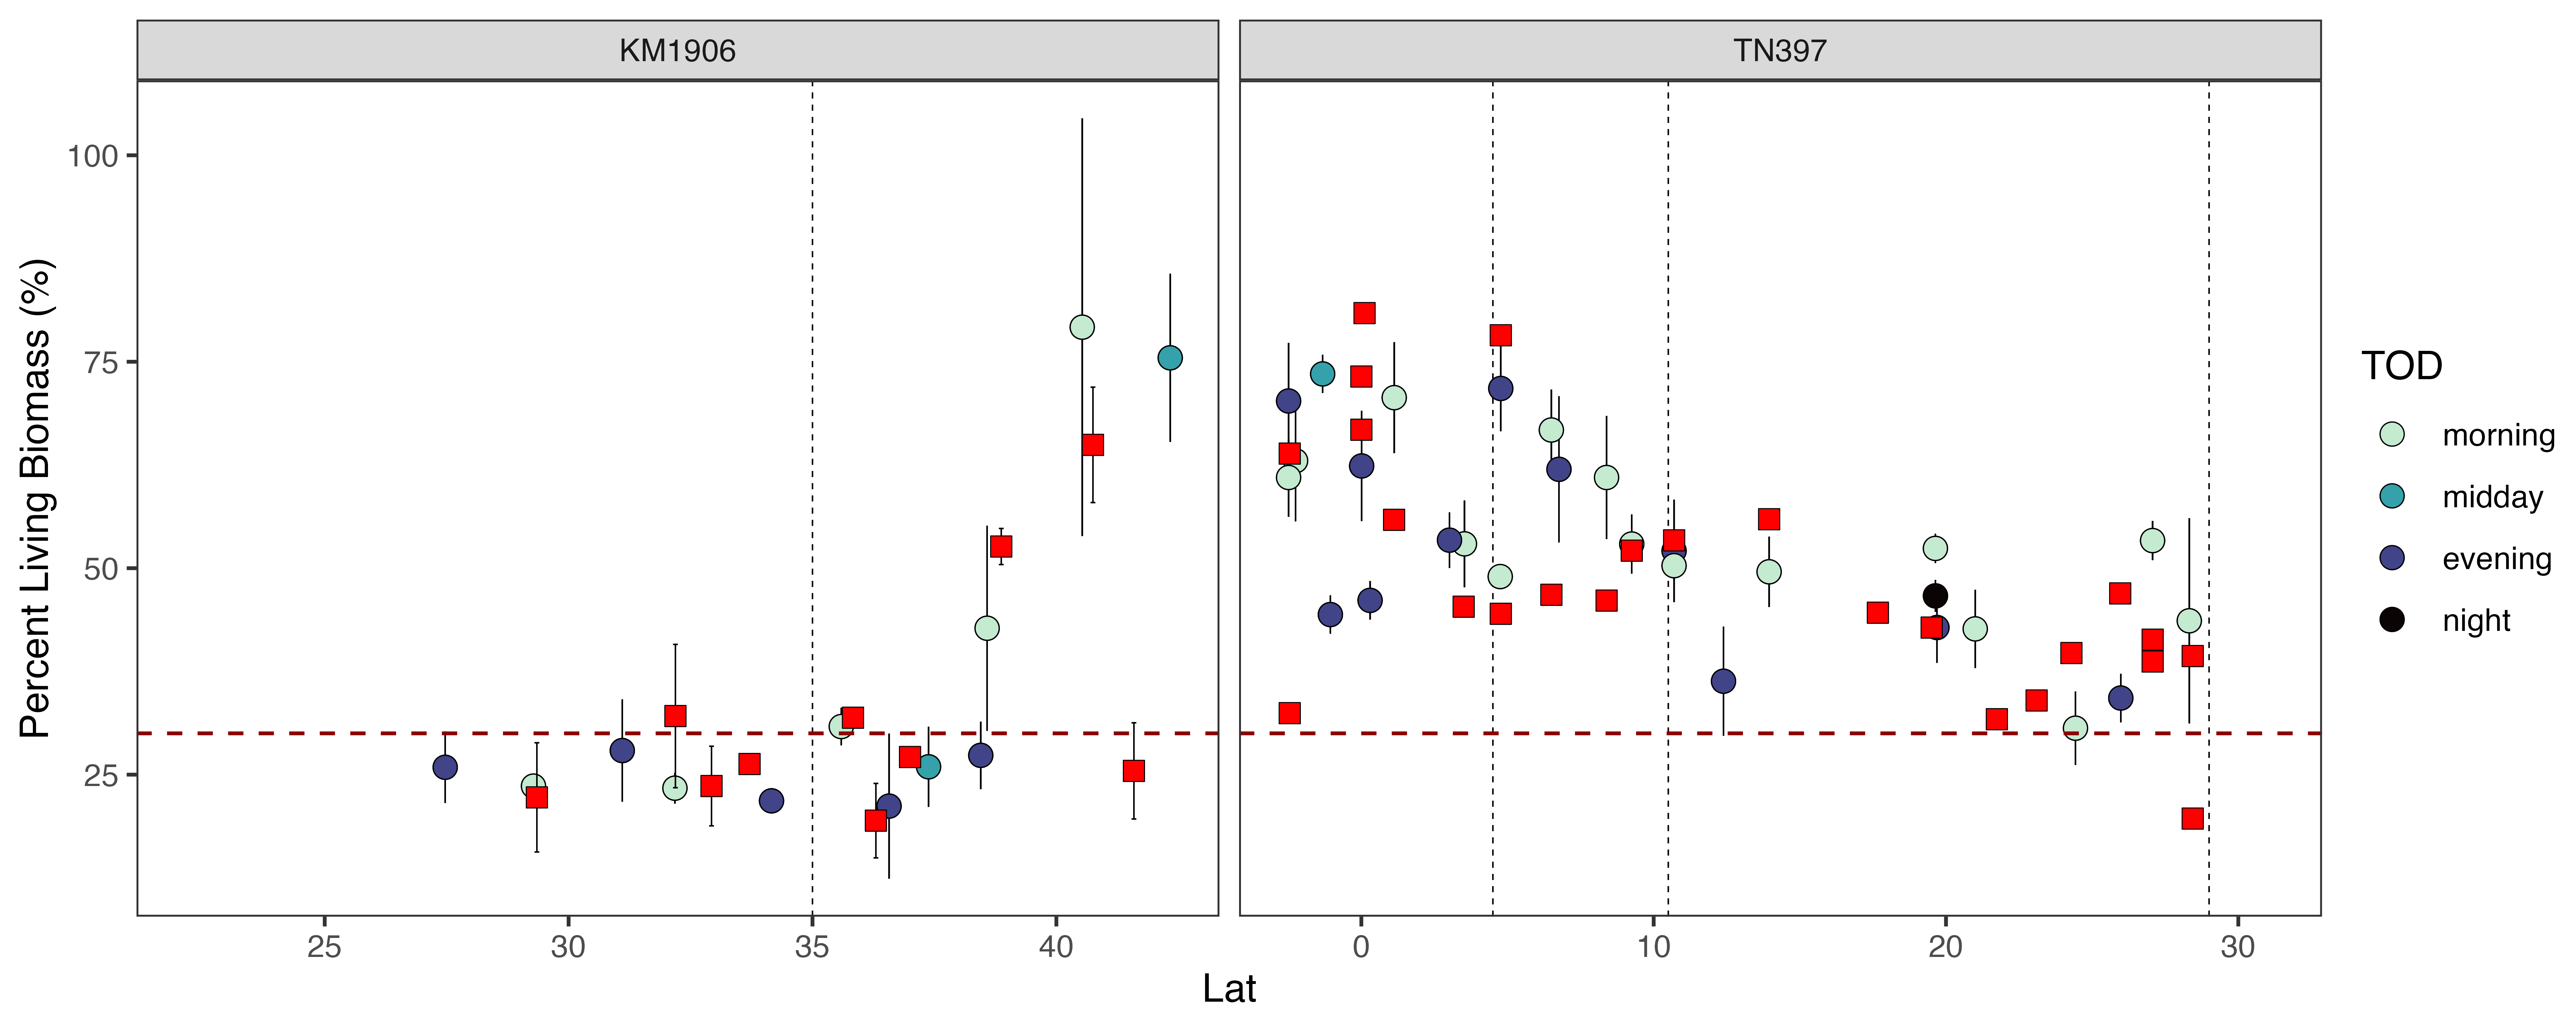 KM1906
TN397
Percent Living Biomass (%)
100
75
50
25
25 30 35 40
0 10 20 30
Lat
TOD
morning
midday
evening
night